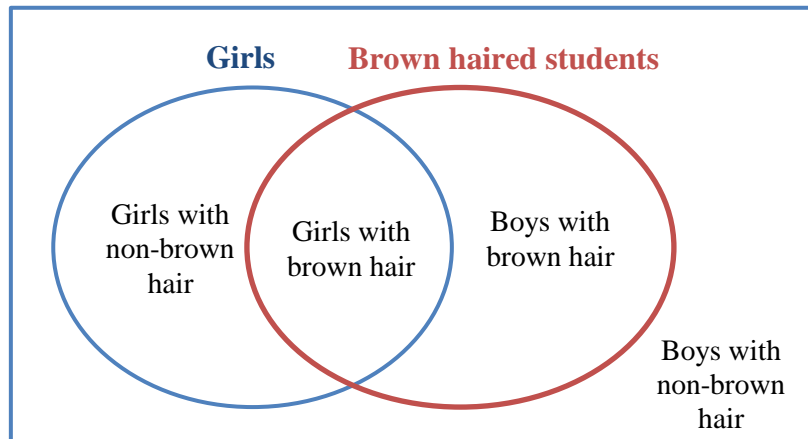 Girls
Brown haired students
Girls with
non-brown
hair
Girls with
brown hair
Boys with
brown hair
Boys with
non-brown
hair